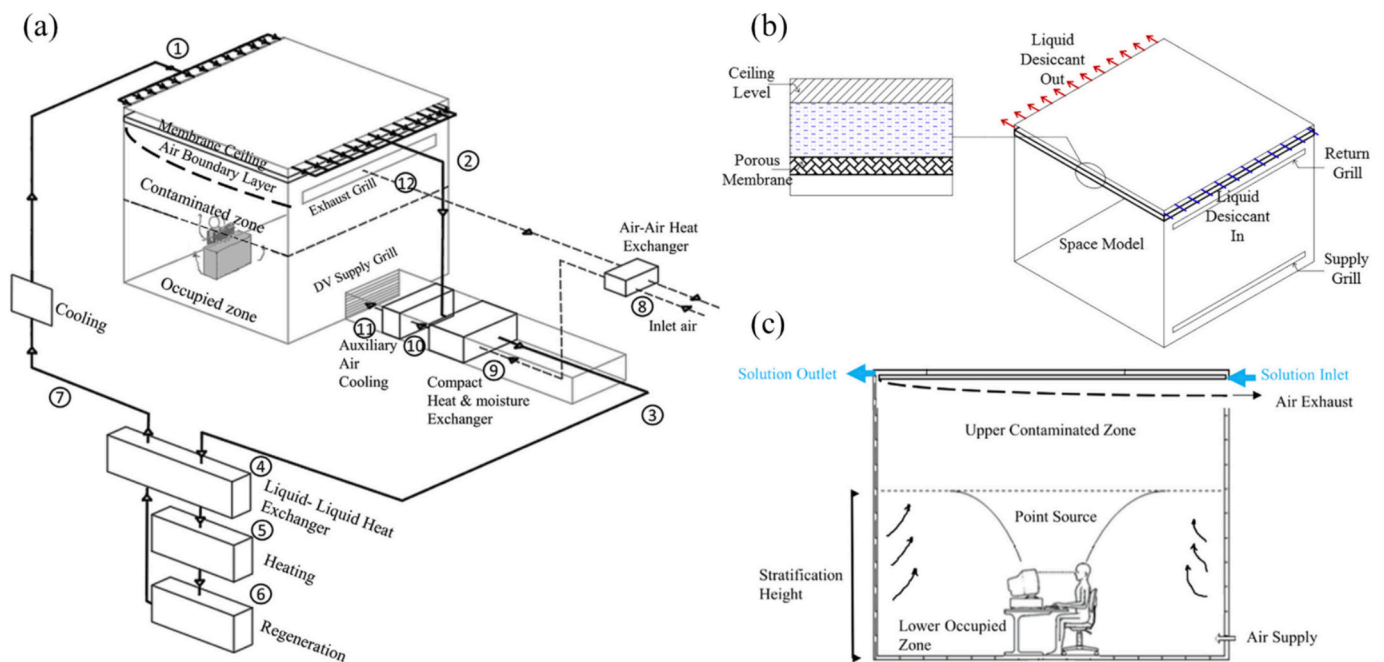 (a)
①
Membrane Ceiling
Air Boundary Layer
②
⑫
Exhaust Grill
Contaminated zone
DV Supply Grill
Occupied zone
Air-Air Heat
Exchanger
⑧
Inlet air
Cooling
⑪
Auxiliary
Air
Cooling
⑩
⑨
Compact
Heat & moisture
Exchanger
③
⑦
④
Liquid- Liquid Heat
Exchanger
⑤
Heating
⑥
Regeneration
(b)
Ceiling
Level
Porous
Membrane
Liquid
Desiccant
Out
Return
Grill
Liquid
Desiccant
In
Space Model
Supply
Grill
(c)
Solution Outlet
Solution Inlet
Air Exhaust
Upper Contaminated Zone
Point Source
Stratification
Height
Lower Occupied
Zone
Air Supply